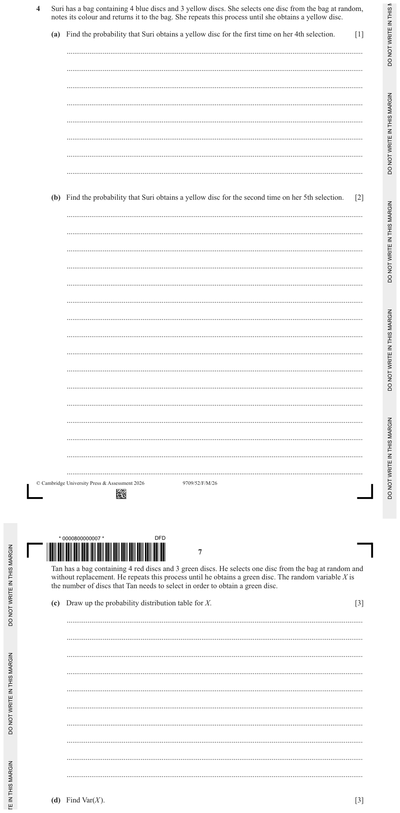 4 Suri has a bag containing 4 blue discs and 3 yellow discs. She selects one disc from the bag at random,
notes its colour and returns it to the bag. She repeats this process until she obtains a yellow disc.
(a) Find the probability that Suri obtains a yellow disc for the first time on her 4th selection. [1]
(b) Find the probability that Suri obtains a yellow disc for the second time on her 5th selection. [2]
© Cambridge University Press & Assessment 2026 9709/52/F/M/26
DO NOT WRITE IN THIS MARGIN
DO NOT WRITE IN THIS MARGIN
DO NOT WRITE IN THIS MARGIN
DO NOT WRITE IN THIS MARGIN
DO NOT WRITE IN THIS M
* 0000800000007 * DFD
7
Tan has a bag containing 4 red discs and 3 green discs. He selects one disc from the bag at random and
without replacement. He repeats this process until he obtains a green disc. The random variable X is
the number of discs that Tan needs to select in order to obtain a green disc.
(c) Draw up the probability distribution table for X. [3]
(d) Find Var(X). [3]
DO NOT WRITE IN THIS MARGIN
DO NOT WRITE IN THIS MARGIN
TE IN THIS MARGIN